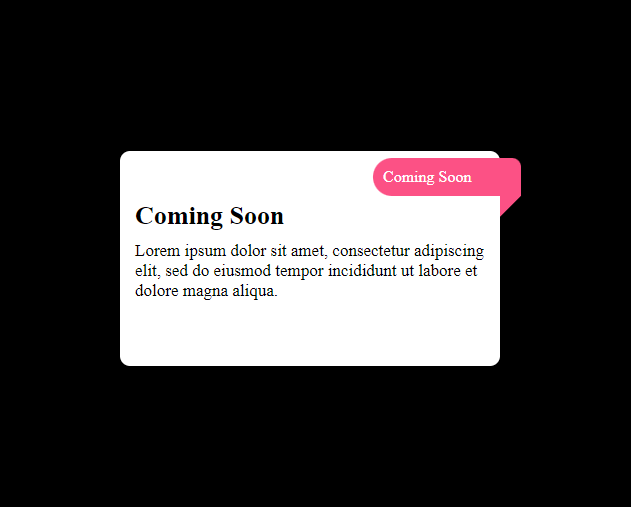 Coming Soon
Coming Soon
Lorem ipsum dolor sit amet, consectetur adipiscing
elit, sed do eiusmod tempor incididunt ut labore et
dolore magna aliqua.